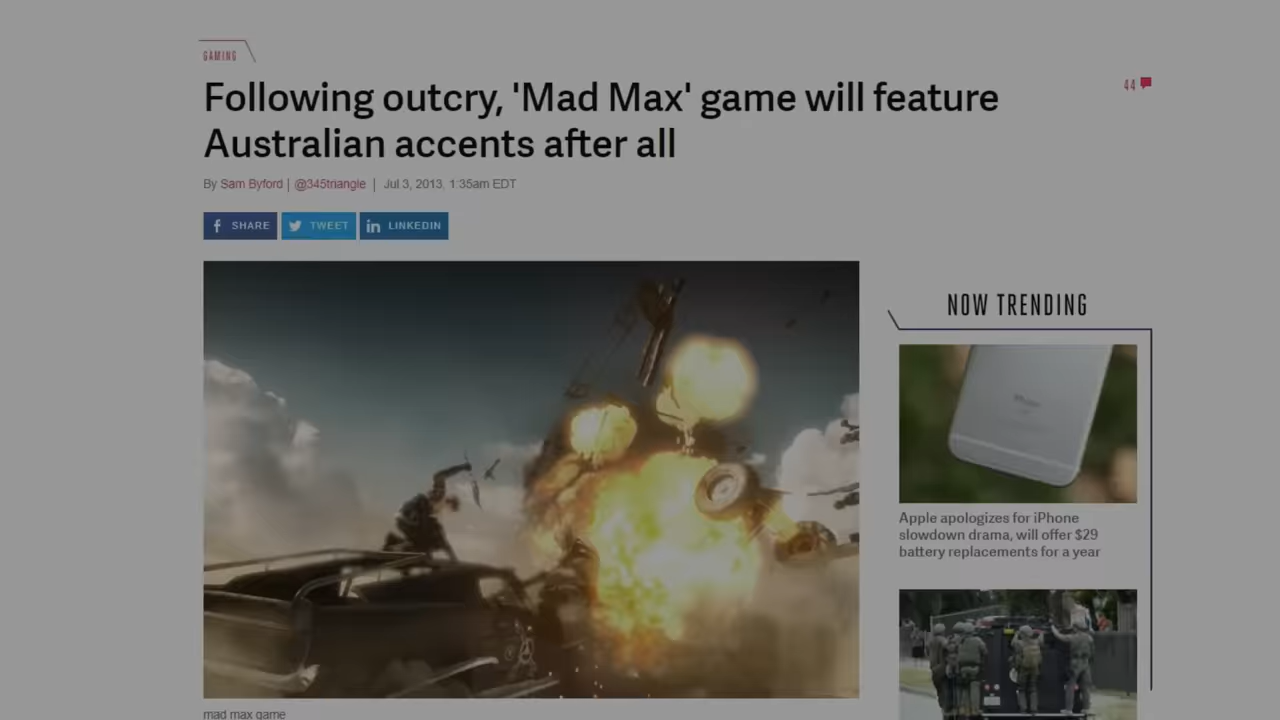 GAMING
Following outcry, 'Mad Max' game will feature
Australian accents after all
44
By Sam Byford | @345triangle | Jul 3, 2013, 1:35am EDT
SHARE
TWEET
LINKEDIN
NOW TRENDING
Apple apologizes for iPhone
slowdown drama, will offer $29
battery replacements for a year
mad max game